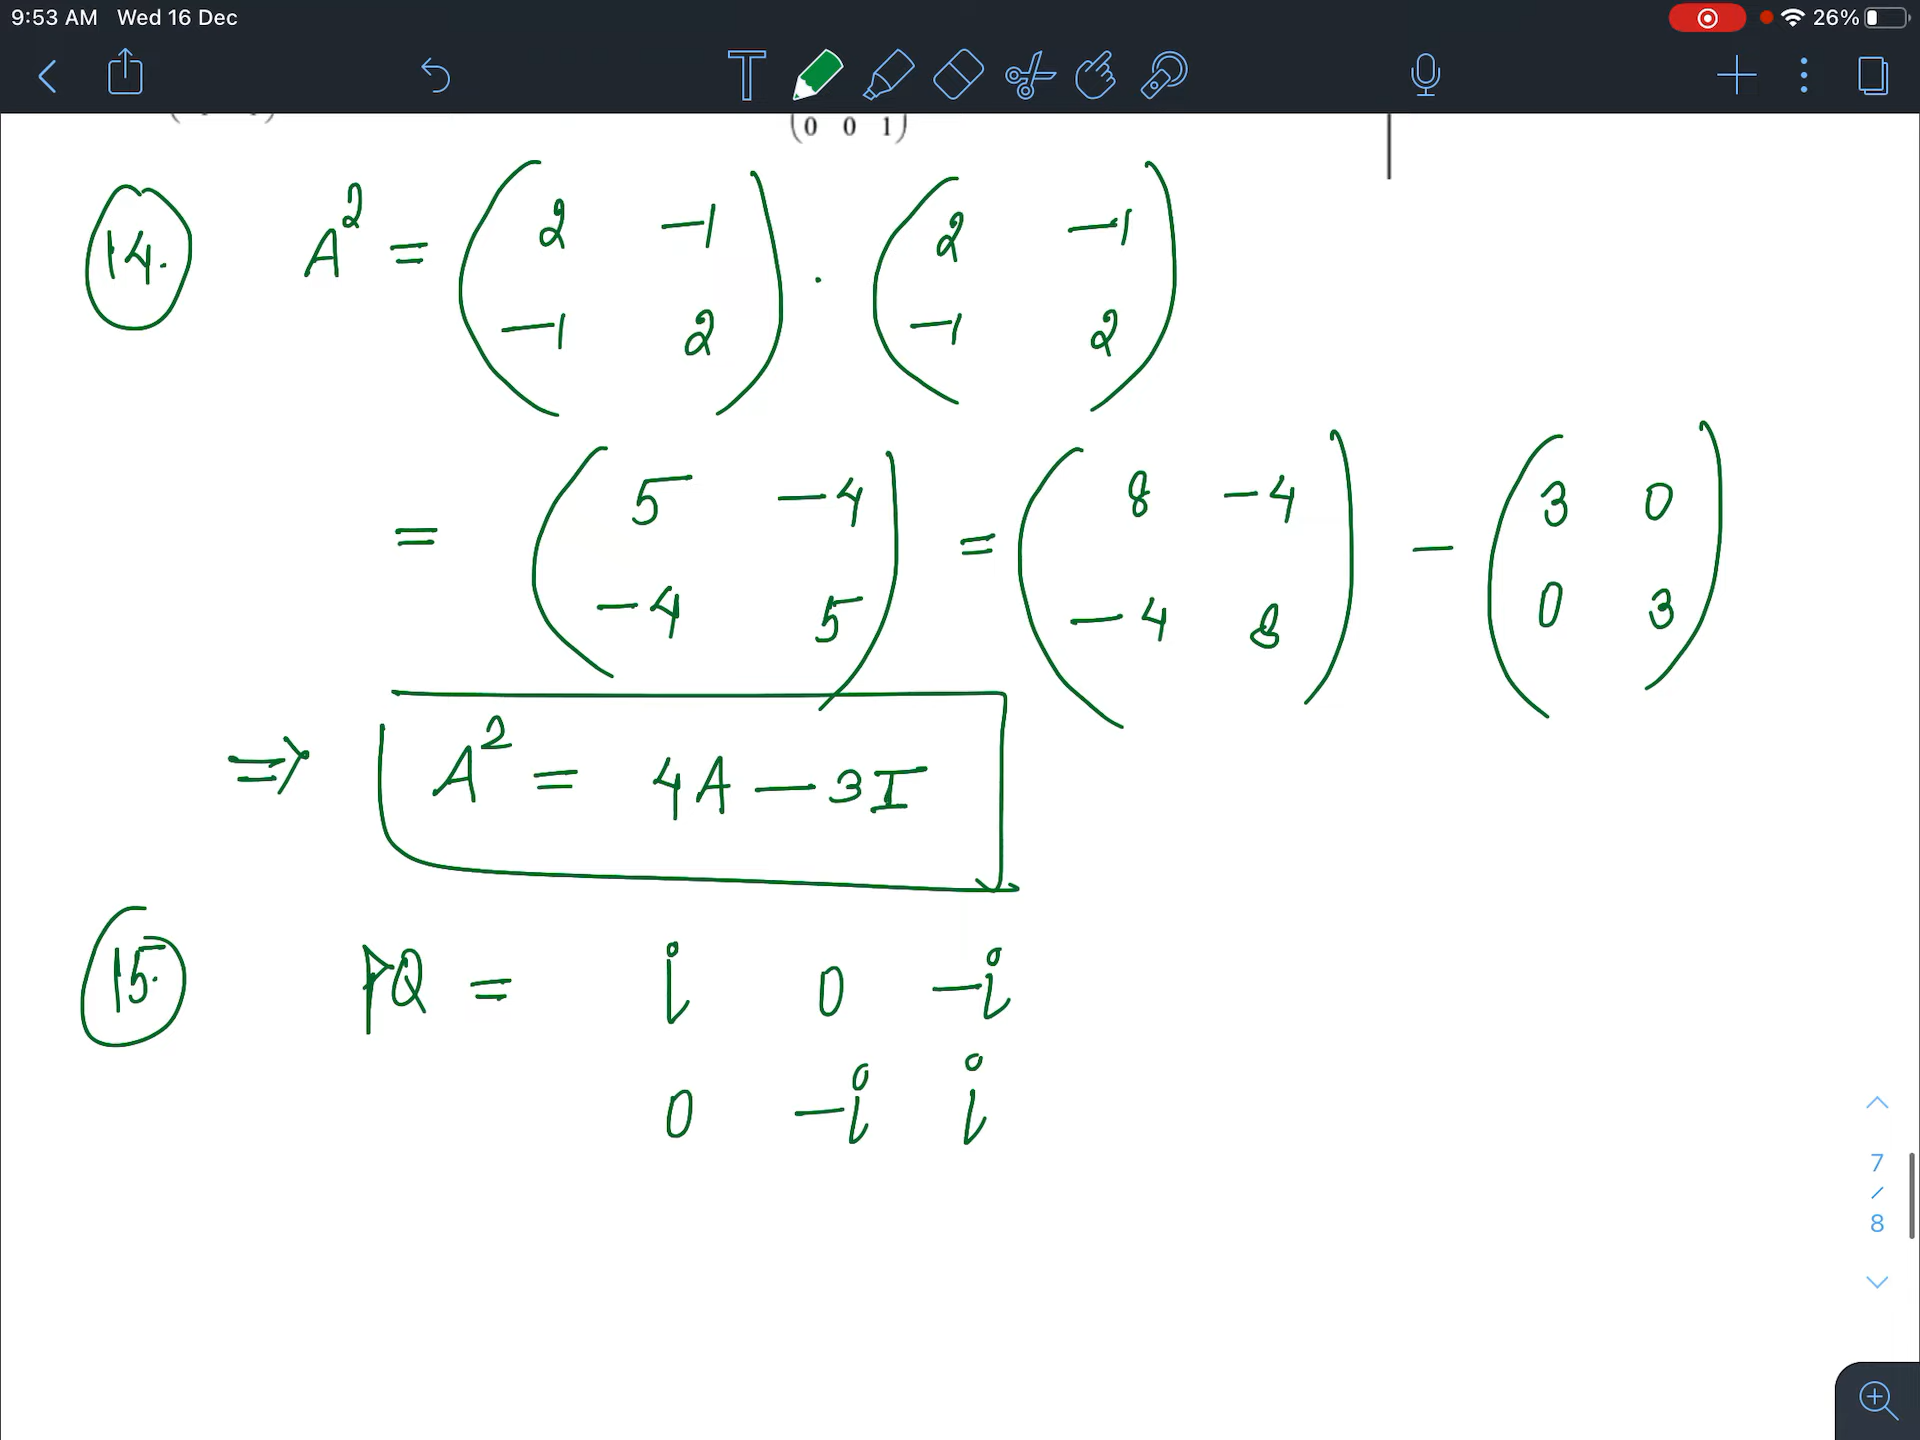 9:53 AM Wed 16 Dec 26%
0 0 1
14. A² = ( 2 -1 ) . ( 2 -1 )
( -1 2 ) ( -1 2 )
= ( 5 -4 ) = ( 8 -4 ) - ( 3 0 )
( -4 5 ) ( -4 8 ) ( 0 3 )
=> A² = 4A - 3I
15. PQ = i 0 -i
0 -i i
7
/
8